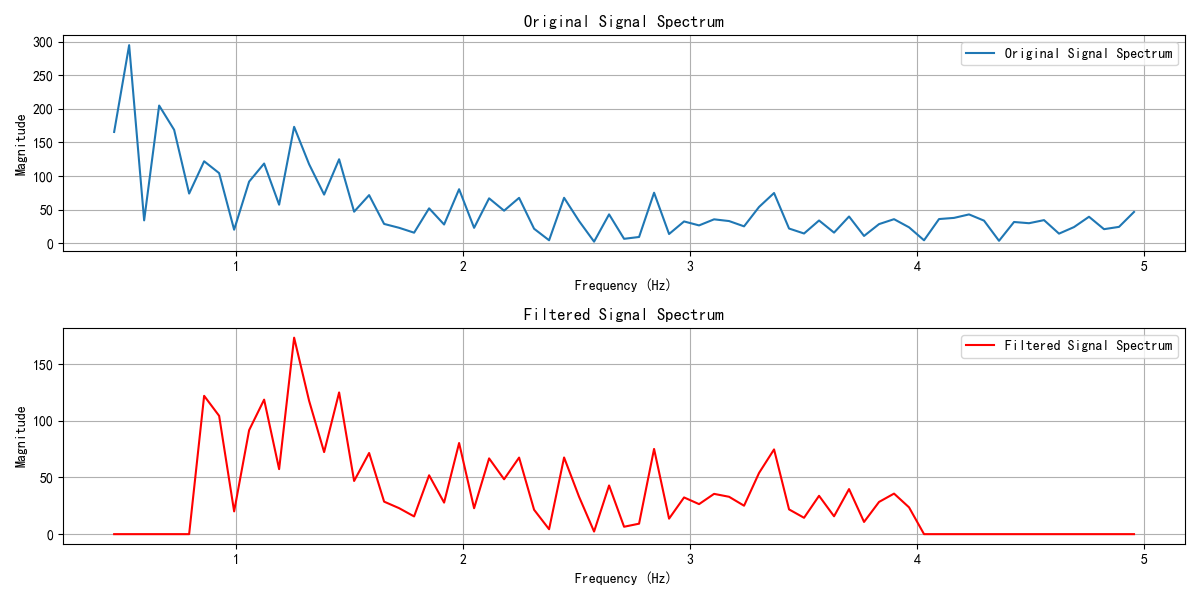 Original Signal Spectrum
300
250
200
150
100
50
0
Magnitude
Original Signal Spectrum
1 2 3 4 5
Frequency (Hz)
Filtered Signal Spectrum
150
100
50
0
Magnitude
Filtered Signal Spectrum
1 2 3 4 5
Frequency (Hz)